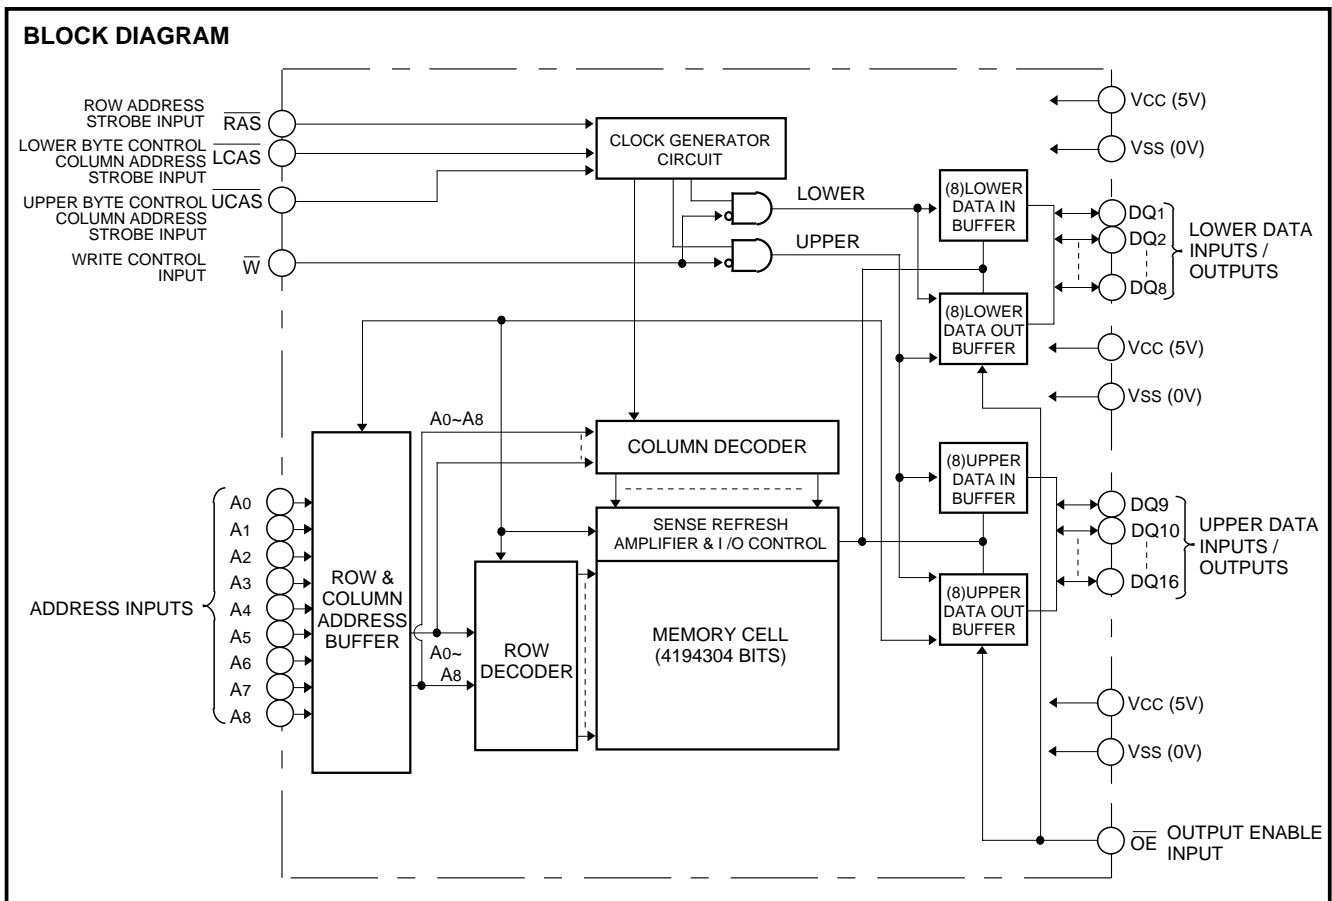 BLOCK DIAGRAM
ROW ADDRESS
STROBE INPUT
RAS
LOWER BYTE CONTROL
COLUMN ADDRESS
STROBE INPUT
LCAS
UPPER BYTE CONTROL
COLUMN ADDRESS
STROBE INPUT
UCAS
WRITE CONTROL
INPUT
W
CLOCK GENERATOR
CIRCUIT
LOWER
UPPER
(8)LOWER
DATA IN
BUFFER
(8)LOWER
DATA OUT
BUFFER
VCC (5V)
VSS (0V)
DQ1
DQ2
DQ8
LOWER DATA
INPUTS /
OUTPUTS
VCC (5V)
VSS (0V)
A0~A8
COLUMN DECODER
SENSE REFRESH
AMPLIFIER & I /O CONTROL
MEMORY CELL
(4194304 BITS)
ADDRESS INPUTS
A0
A1
A2
A3
A4
A5
A6
A7
A8
ROW &
COLUMN
ADDRESS
BUFFER
A0~
A8
ROW
DECODER
(8)UPPER
DATA IN
BUFFER
(8)UPPER
DATA OUT
BUFFER
DQ9
DQ10
DQ16
UPPER DATA
INPUTS /
OUTPUTS
VCC (5V)
VSS (0V)
OE
OUTPUT ENABLE
INPUT